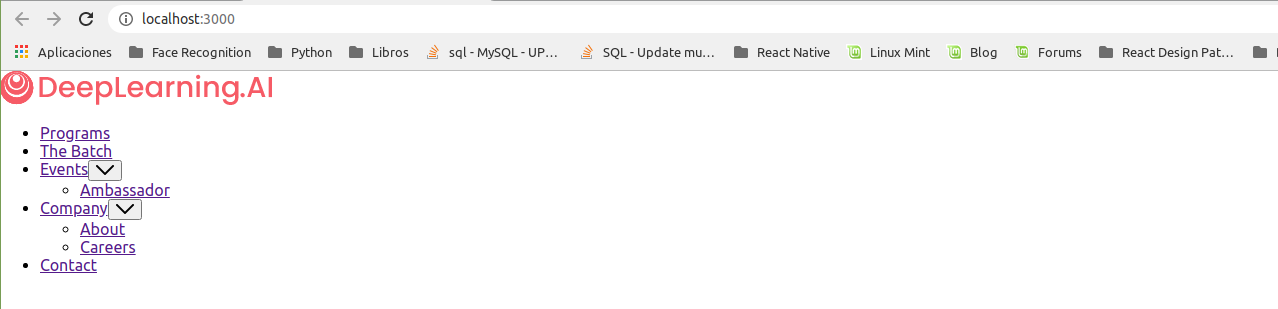 localhost:3000
Aplicaciones Face Recognition Python Libros sql - MySQL - UP... SQL - Update mu... React Native Linux Mint Blog Forums React Design Pat...
DeepLearning.AI
Programs
The Batch
Events
Ambassador
Company
About
Careers
Contact